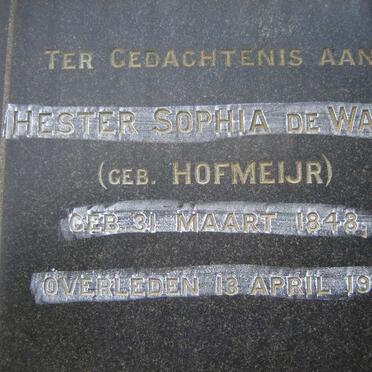 TER GEDACHTENIS AAN
HESTER SOPHIA DE WA
(GEB. HOFMEIJR)
GEB. 31 MAART 1848,
OVERLEDEN 13 APRIL 19